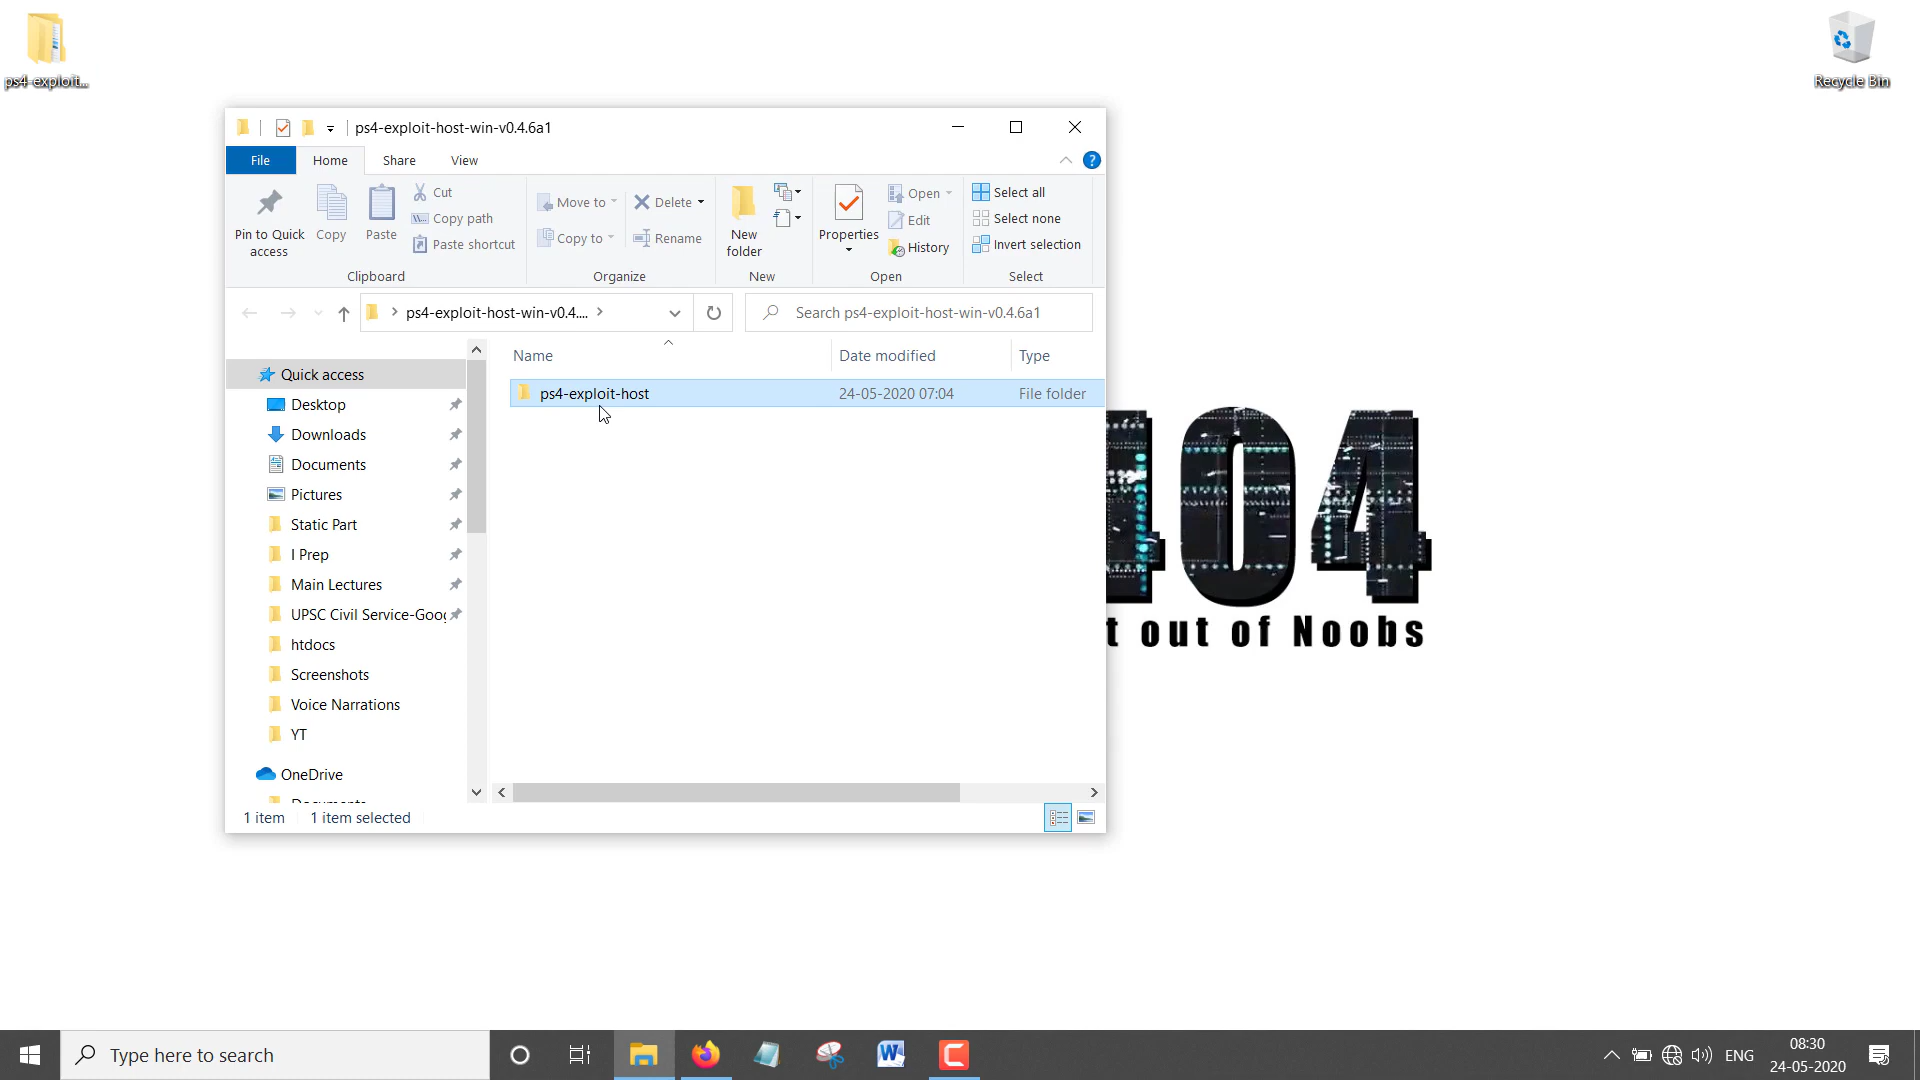 ps4-exploit...
Recycle Bin
ps4-exploit-host-win-v0.4.6a1
File
Home
Share
View
Pin to Quick access
Copy
Paste
Cut
Copy path
Paste shortcut
Clipboard
Move to
Copy to
Delete
Rename
Organize
New folder
New
Properties
Open
Edit
History
Open
Select all
Select none
Invert selection
Select
ps4-exploit-host-win-v0.4....
Search ps4-exploit-host-win-v0.4.6a1
Name
Date modified
Type
ps4-exploit-host
24-05-2020 07:04
File folder
Quick access
Desktop
Downloads
Documents
Pictures
Static Part
I Prep
Main Lectures
UPSC Civil Service-Goo
htdocs
Screenshots
Voice Narrations
YT
OneDrive
Documents
1 item
1 item selected
404
t out of Noobs
Type here to search
ENG
08:30
24-05-2020